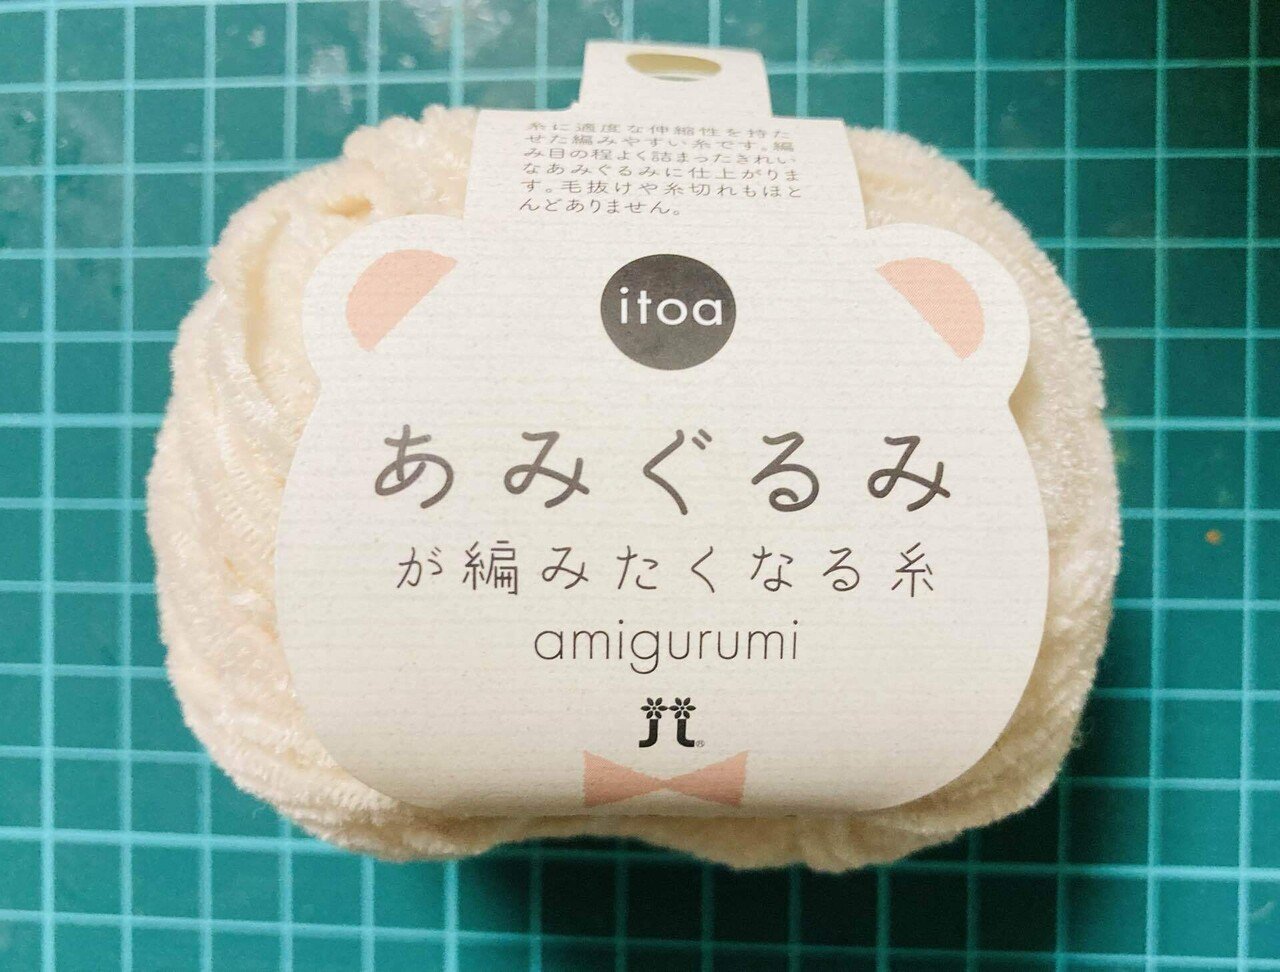 糸に適度な伸縮性を持た
せた編みやすい糸です。編
み目の程よく詰まったきれい
なあみぐるみに仕上がりま
す。毛抜けや糸切れもほと
んどありません。
itoa
あみぐるみ
が編みたくなる糸
amigurumi
®